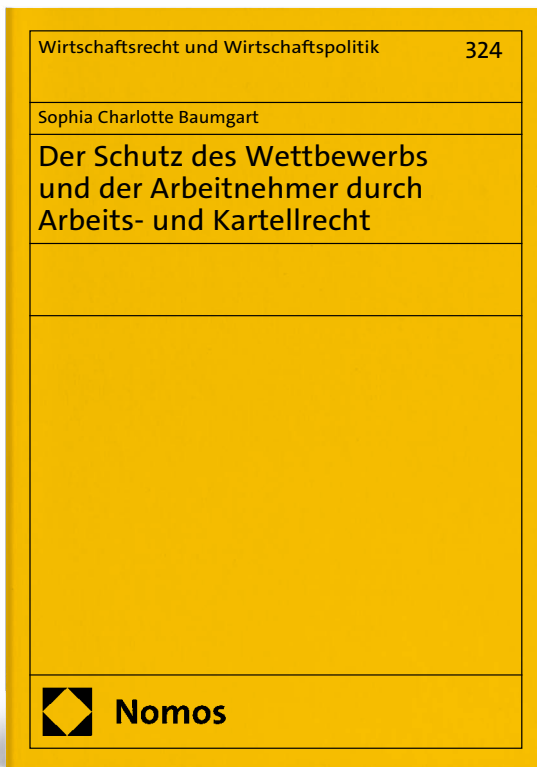 Wirtschaftsrecht und Wirtschaftspolitik 324
Sophia Charlotte Baumgart
Der Schutz des Wettbewerbs
und der Arbeitnehmer durch
Arbeits- und Kartellrecht
Nomos